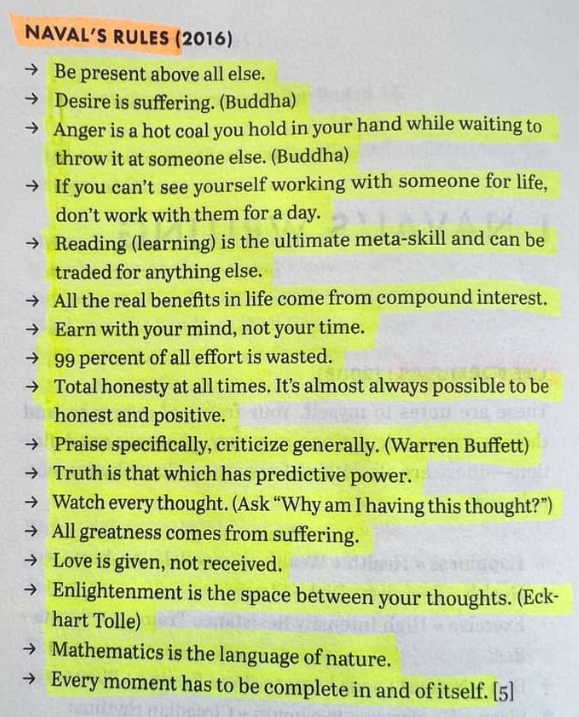 NAVAL'S RULES (2016)
→ Be present above all else.
→ Desire is suffering. (Buddha)
→ Anger is a hot coal you hold in your hand while waiting to
throw it at someone else. (Buddha)
→ If you can't see yourself working with someone for life,
don't work with them for a day.
→ Reading (learning) is the ultimate meta-skill and can be
traded for anything else.
→ All the real benefits in life come from compound interest.
→ Earn with your mind, not your time.
→ 99 percent of all effort is wasted.
→ Total honesty at all times. It's almost always possible to be
honest and positive.
→ Praise specifically, criticize generally. (Warren Buffett)
→ Truth is that which has predictive power.
→ Watch every thought. (Ask “Why am I having this thought?”)
→ All greatness comes from suffering.
→ Love is given, not received.
→ Enlightenment is the space between your thoughts. (Eck-
hart Tolle)
→ Mathematics is the language of nature.
→ Every moment has to be complete in and of itself. [5]